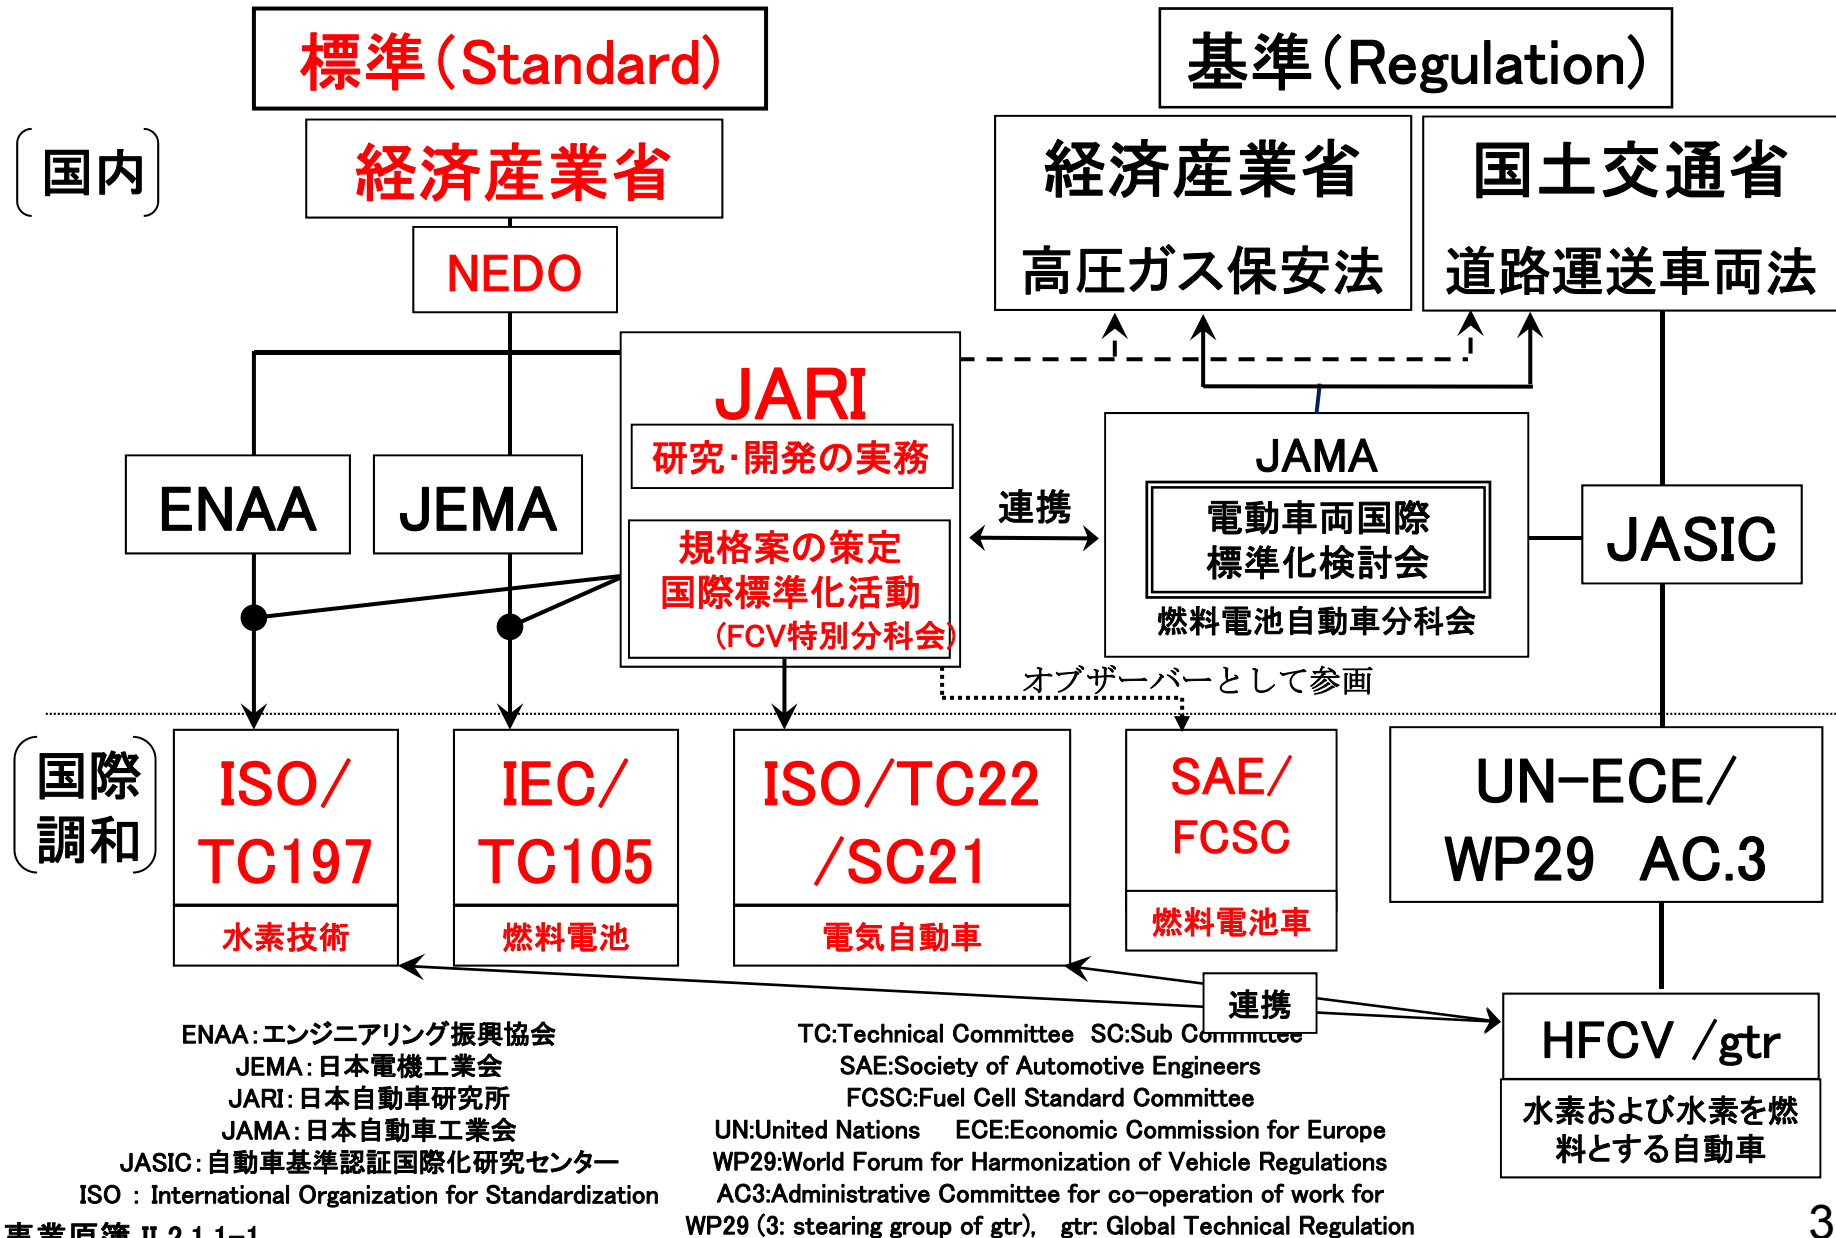 標準(Standard)
基準(Regulation)
国内
経済産業省
NEDO
経済産業省
高圧ガス保安法
国土交通省
道路運送車両法
JARI
研究・開発の実務
規格案の策定
国際標準化活動
(FCV特別分科会)
ENAA
JEMA
連携
JAMA
電動車両国際
標準化検討会
燃料電池自動車分科会
JASIC
オブザーバーとして参画
国際
調和
ISO/
TC197
水素技術
IEC/
TC105
燃料電池
ISO/TC22
/SC21
電気自動車
SAE/
FCSC
燃料電池車
UN-ECE/
WP29 AC.3
連携
HFCV /gtr
水素および水素を燃
料とする自動車
ENAA:エンジニアリング振興協会
JEMA:日本電機工業会
JARI:日本自動車研究所
JAMA:日本自動車工業会
JASIC:自動車基準認証国際化研究センター
ISO : International Organization for Standardization
TC:Technical Committee SC:Sub Committee
SAE:Society of Automotive Engineers
FCSC:Fuel Cell Standard Committee
UN:United Nations ECE:Economic Commission for Europe
WP29:World Forum for Harmonization of Vehicle Regulations
AC3:Administrative Committee for co-operation of work for
WP29 (3: stearing group of gtr), gtr: Global Technical Regulation
事業原簿 II.2.1.1-1
3